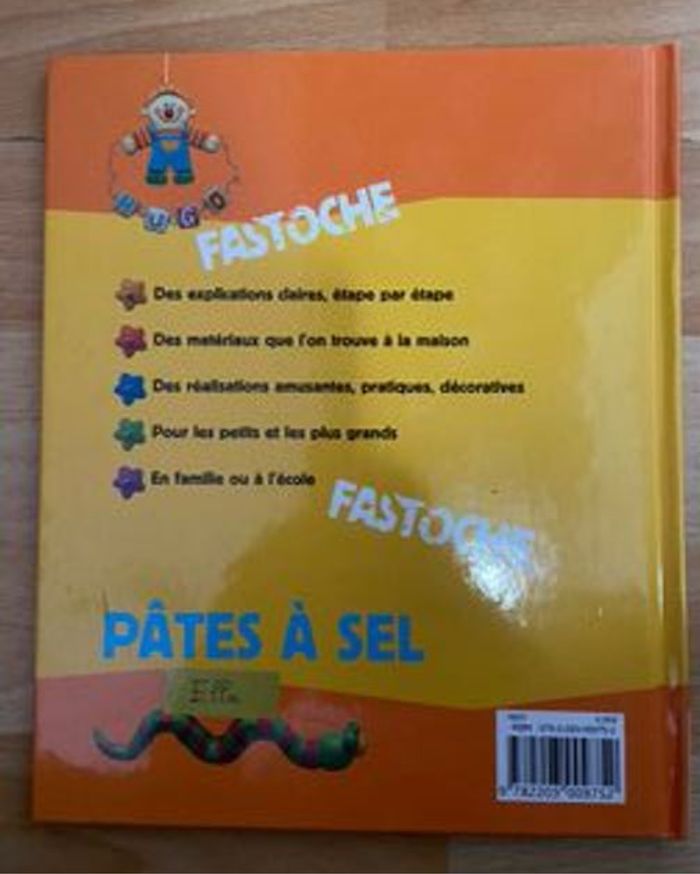 HUGO
FASTOCHE
Des explications claires, étape par étape
Des matériaux que l'on trouve à la maison
Des réalisations amusantes, pratiques, décoratives
Pour les petits et les plus grands
En famille ou à l'école
FASTOCHE
PÂTES À SEL